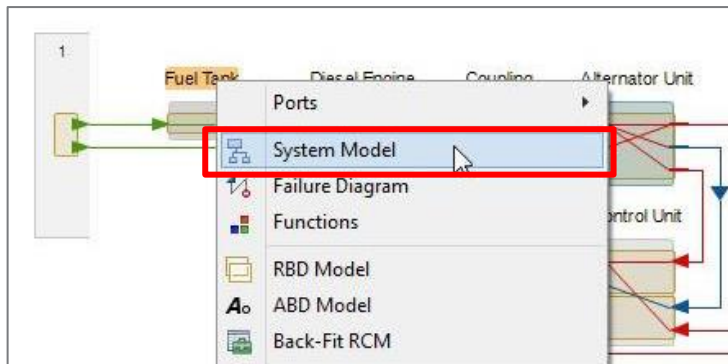 1
Fuel Tank Diesel Engine Coupling Alternator Unit
Ports
System Model
Failure Diagram
Functions
ontrol Unit
RBD Model
Ao ABD Model
Back-Fit RCM